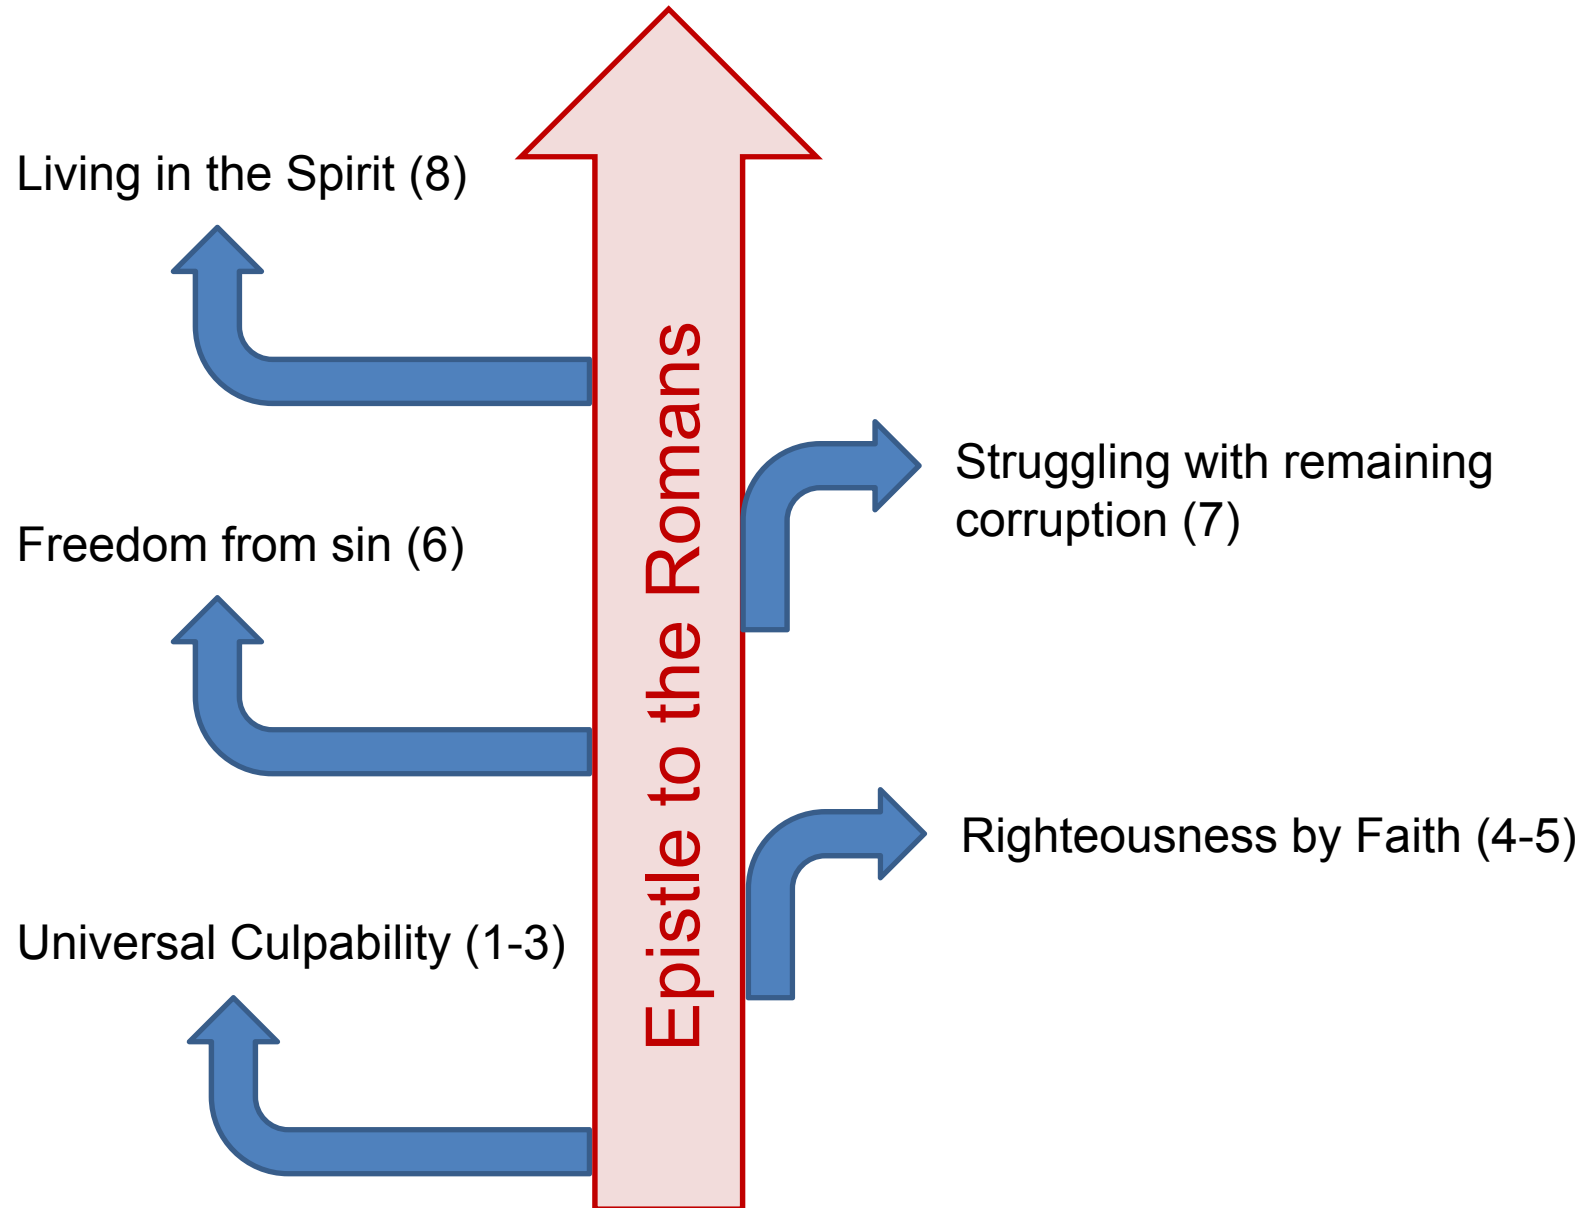 Living in the Spirit (8)
Struggling with remaining
corruption (7)
Freedom from sin (6)
Epistle to the Romans
Righteousness by Faith (4-5)
Universal Culpability (1-3)